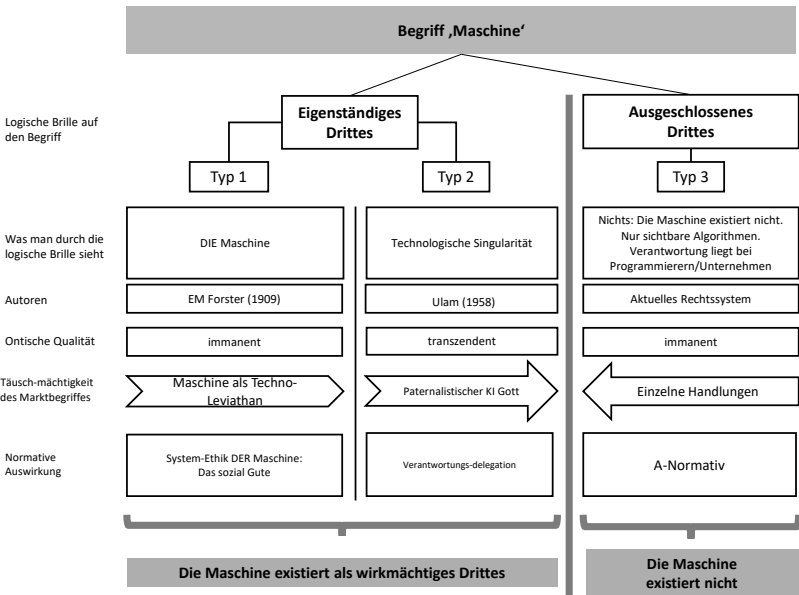 Begriff ‚Maschine‘
Logische Brille auf
den Begriff
Eigenständiges
Drittes
Ausgeschlossenes
Drittes
Typ 1
Typ 2
Typ 3
Was man durch die
logische Brille sieht
DIE Maschine
Technologische Singularität
Nichts: Die Maschine existiert nicht.
Nur sichtbare Algorithmen.
Verantwortung liegt bei
Programmierern/Unternehmen
Autoren
EM Forster (1909)
Ulam (1958)
Aktuelles Rechtssystem
Ontische Qualität
immanent
transzendent
immanent
Täusch-mächtigkeit
des Marktbegriffes
Maschine als Techno-
Leviathan
Paternalistischer KI Gott
Einzelne Handlungen
Normative
Auswirkung
System-Ethik DER Maschine:
Das sozial Gute
Verantwortungs-delegation
A-Normativ
Die Maschine existiert als wirkmächtiges Drittes
Die Maschine
existiert nicht